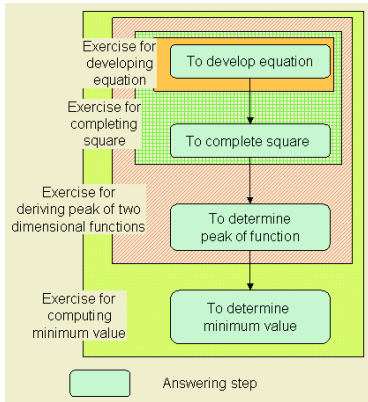 Exercise for
developing
equation
To develop equation
Exercise for
completing
square
To complete square
Exercise for
deriving peak of two
dimensional functions
To determine
peak of function
Exercise for
computing
minimum value
To determine
minimum value
Answering step